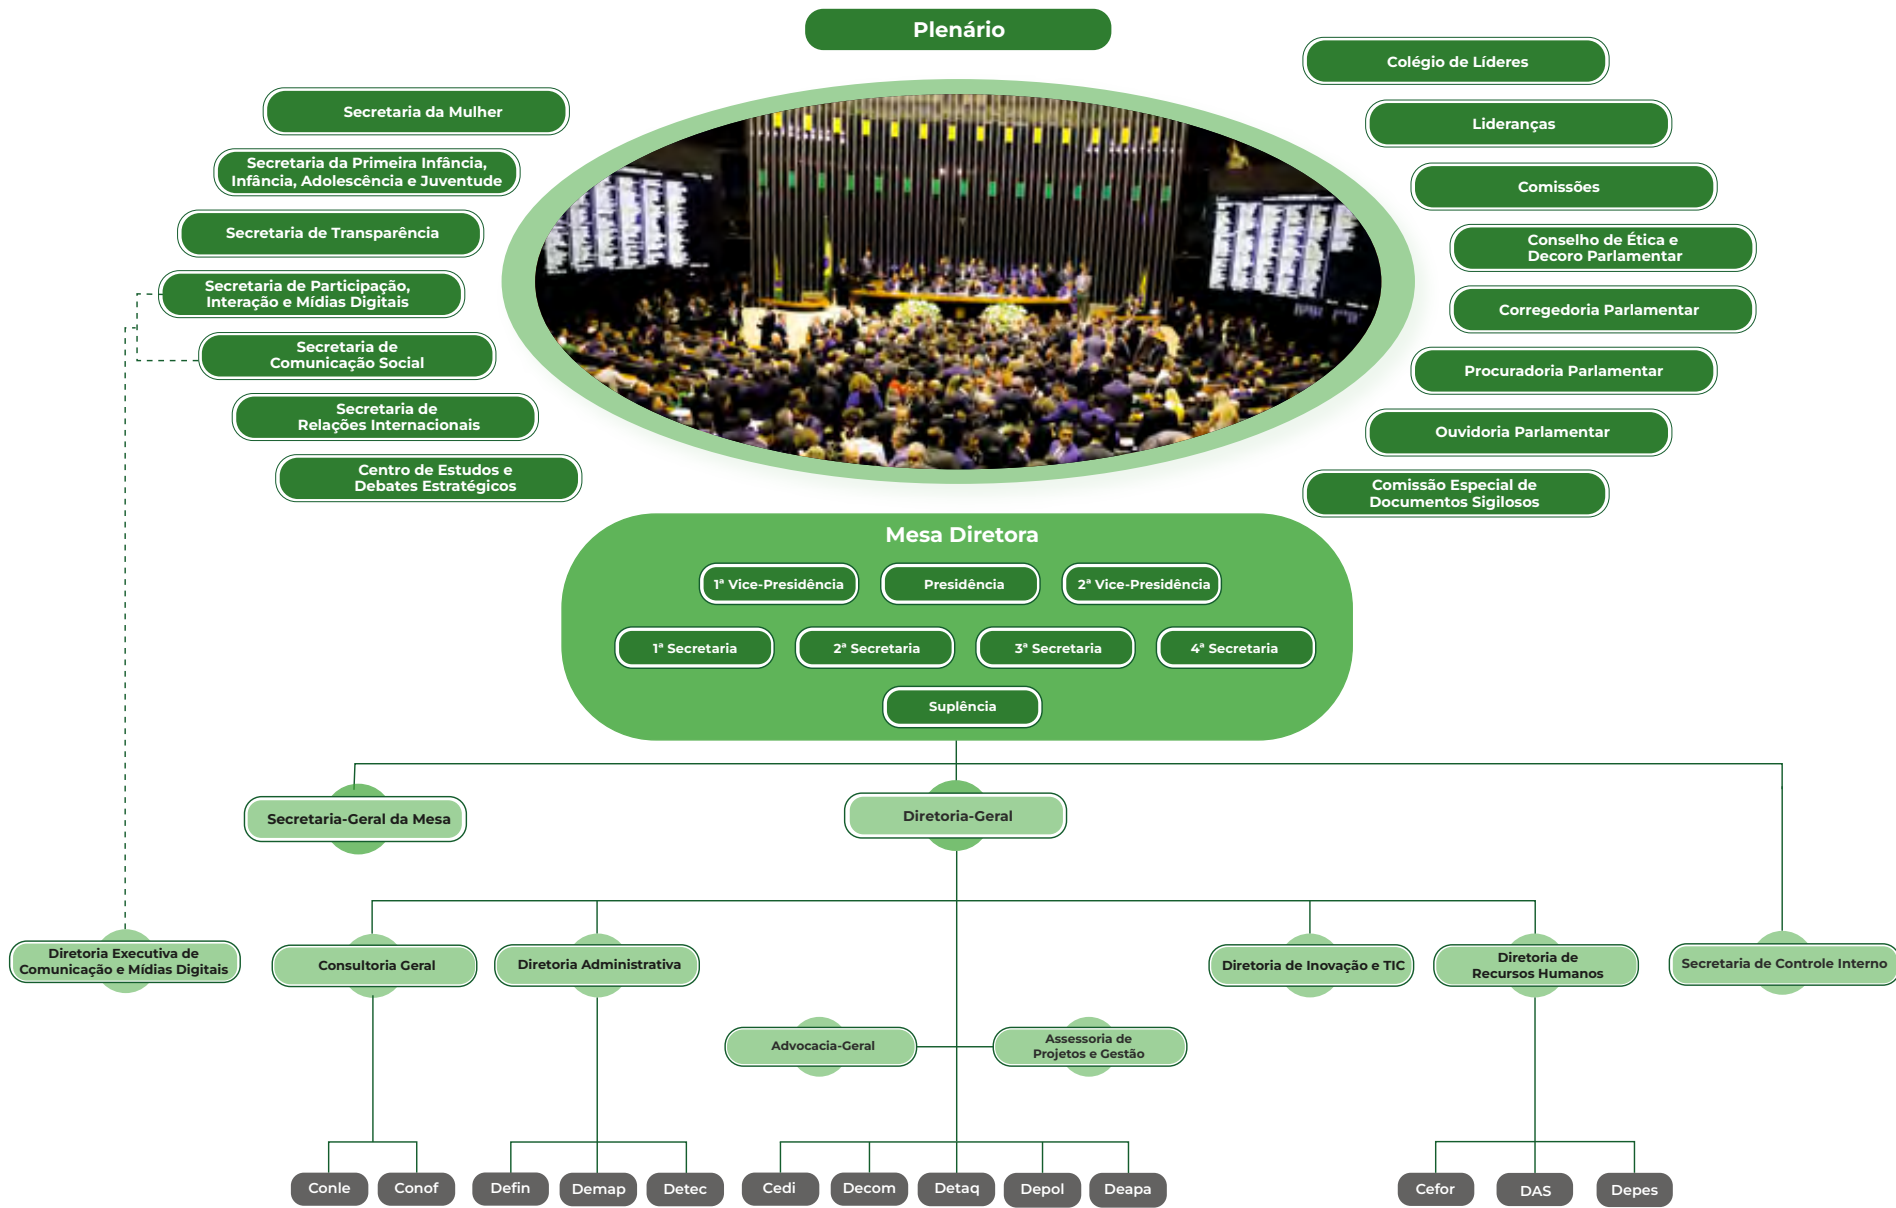 Plenário
Colégio de Líderes
Lideranças
Comissões
Conselho de Ética e
Decoro Parlamentar
Corregedoria Parlamentar
Procuradoria Parlamentar
Ouvidoria Parlamentar
Comissão Especial de
Documentos Sigilosos
Secretaria da Mulher
Secretaria da Primeira Infância,
Infância, Adolescência e Juventude
Secretaria de Transparência
Secretaria de Participação,
Interação e Mídias Digitais
Secretaria de
Comunicação Social
Secretaria de
Relações Internacionais
Centro de Estudos e
Debates Estratégicos
Mesa Diretora
1ª Vice-Presidência
Presidência
2ª Vice-Presidência
1ª Secretaria
2ª Secretaria
3ª Secretaria
4ª Secretaria
Suplência
Secretaria-Geral da Mesa
Diretoria-Geral
Diretoria Executiva de
Comunicação e Mídias Digitais
Consultoria Geral
Diretoria Administrativa
Diretoria de Inovação e TIC
Diretoria de
Recursos Humanos
Secretaria de Controle Interno
Advocacia-Geral
Assessoria de
Projetos e Gestão
Conle
Conof
Defin
Demap
Detec
Cedi
Decom
Detaq
Depol
Deapa
Cefor
DAS
Depes